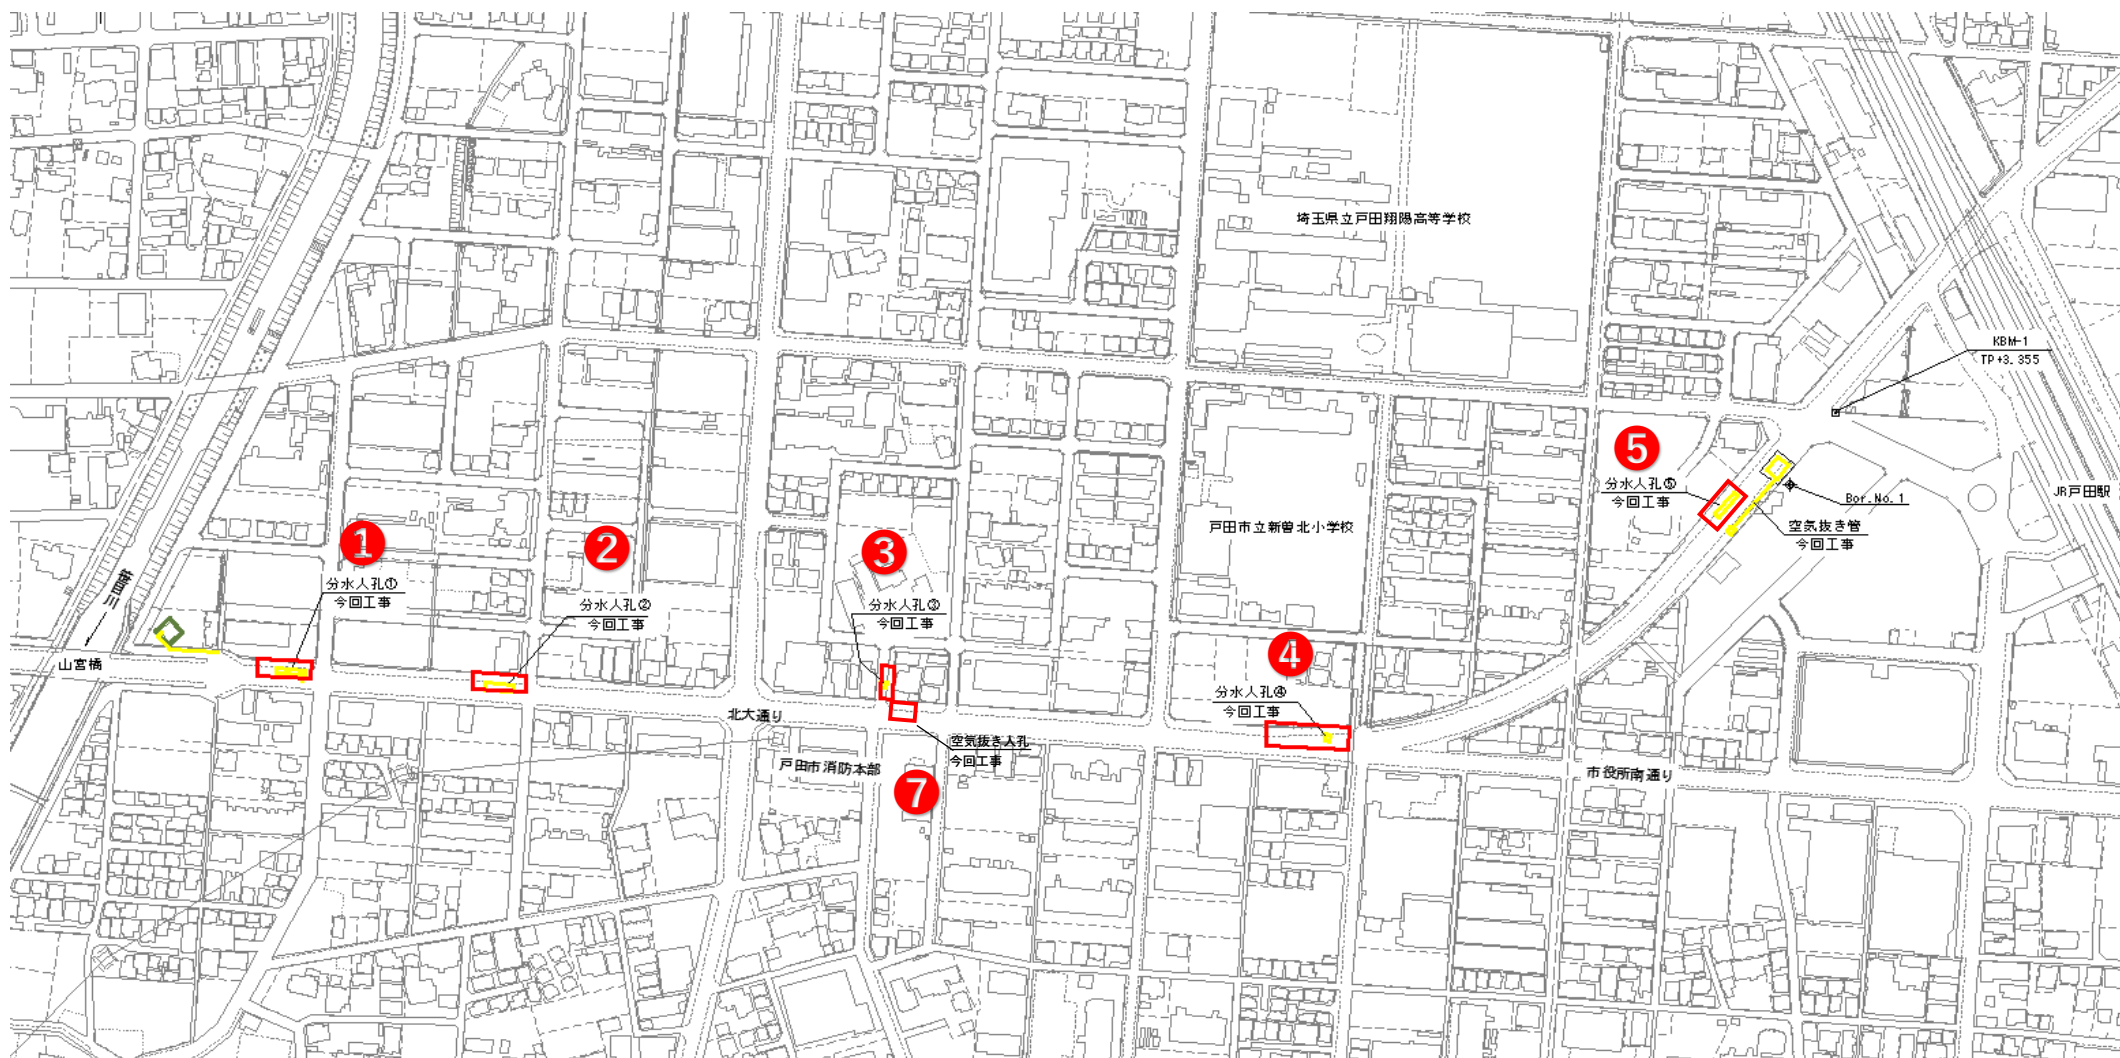 埼玉県立戸田翔陽高等学校
KBM-1
TP+3.355
5
分水人孔⑤
今回工事
Bor.No.1
JR戸田駅
空気抜き管
今回工事
戸田市立新曽北小学校
1
分水人孔①
今回工事
2
分水人孔②
今回工事
3
分水人孔③
今回工事
笹目川
山宮橋
4
分水人孔④
今回工事
北大通り
空気抜き人孔
今回工事
戸田市消防本部
7
市役所南通り